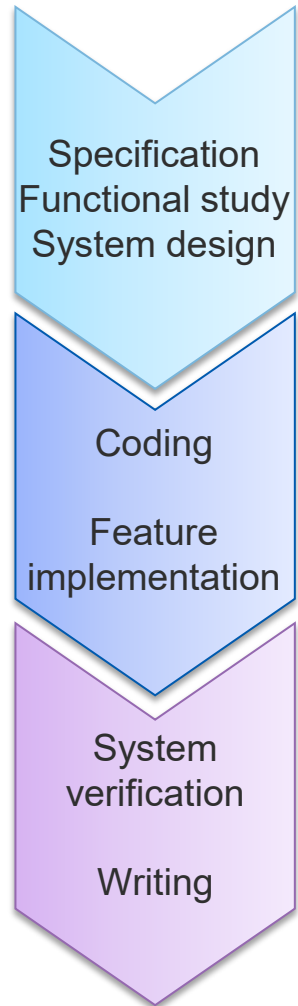 Specification
Functional study
System design
Coding
Feature
implementation
System
verification
Writing